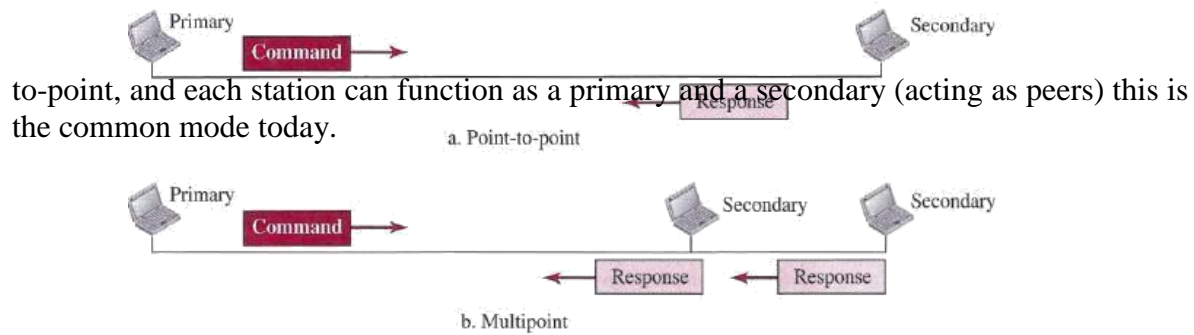 Primary
Secondary
Command
to-point, and each station can function as a primary and a secondary (acting as peers) this is
Response
the common mode today.
a. Point-to-point
Primary
Secondary
Secondary
Command
Response
Response
b. Multipoint